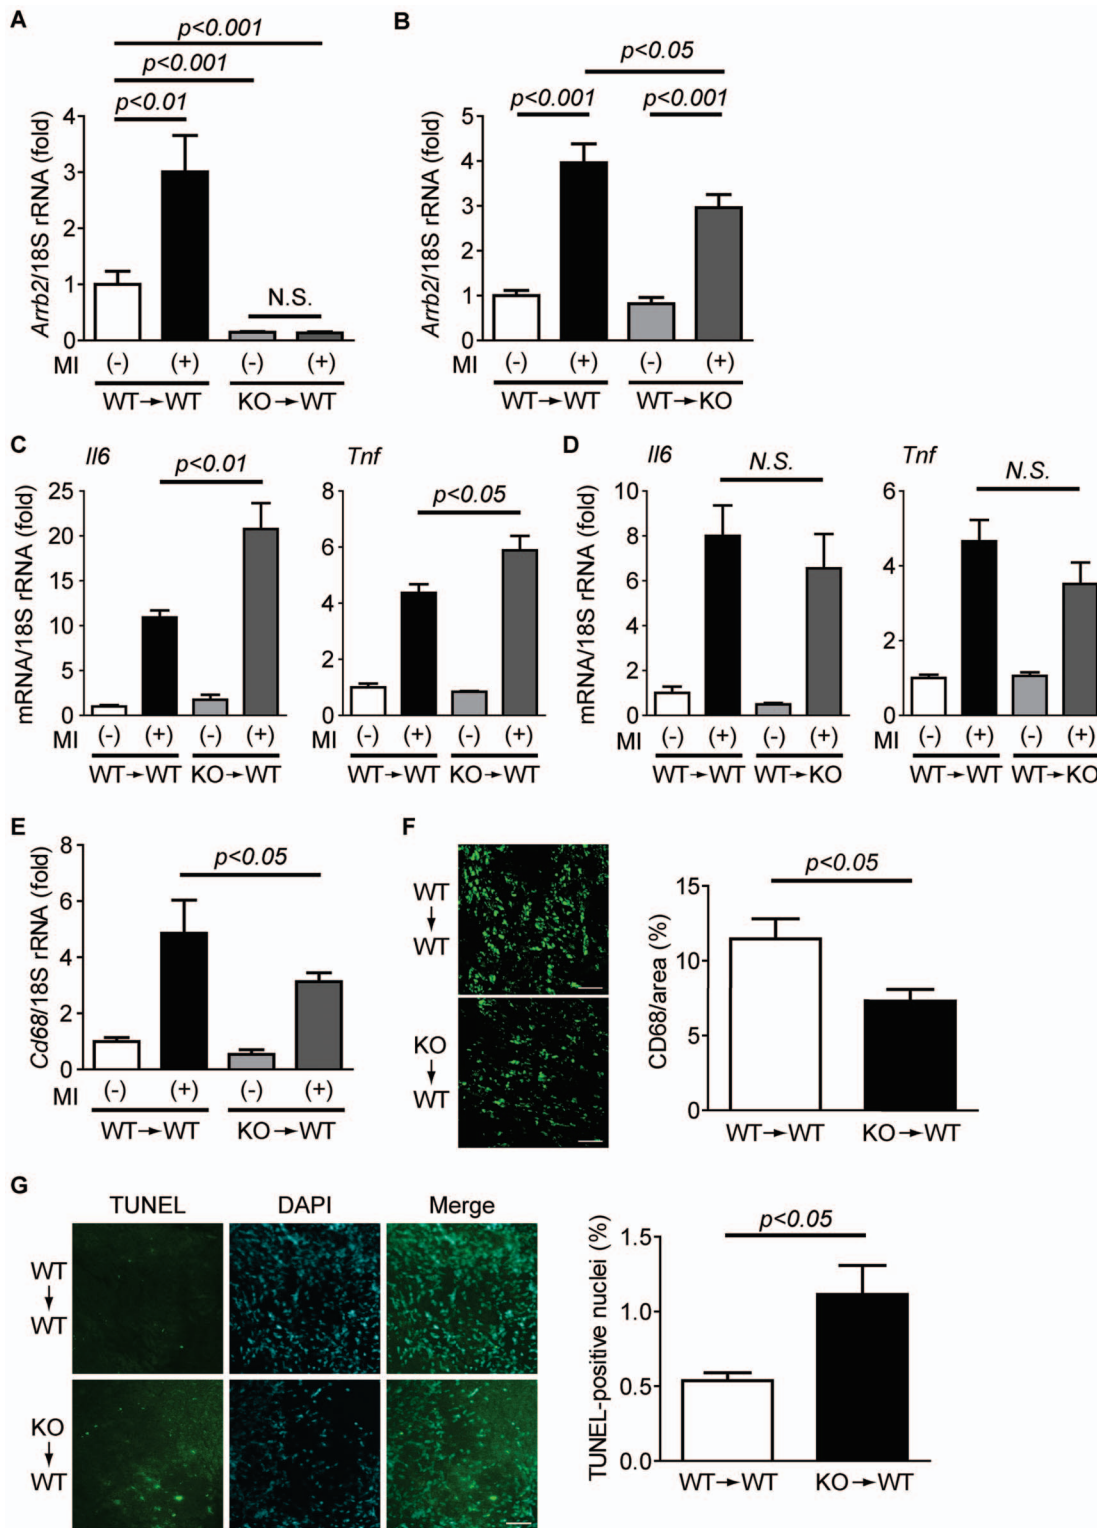 A
p<0.001
p<0.001
p<0.01
Arrb2/18S rRNA (fold)
4
3
2
1
0
N.S.
MI (-) (+) (-) (+)
WT→WT KO→WT
B
p<0.05
p<0.001 p<0.001
Arrb2/18S rRNA (fold)
5
4
3
2
1
0
MI (-) (+) (-) (+)
WT→WT WT→KO
C
Il6
p<0.01
mRNA/18S rRNA (fold)
25
20
15
10
5
0
MI (-) (+) (-) (+)
WT→WT KO→WT
Tnf
p<0.05
8
6
4
2
0
MI (-) (+) (-) (+)
WT→WT KO→WT
D
Il6
N.S.
mRNA/18S rRNA (fold)
10
8
6
4
2
0
MI (-) (+) (-) (+)
WT→WT WT→KO
Tnf
N.S.
6
4
2
0
MI (-) (+) (-) (+)
WT→WT WT→KO
E
p<0.05
Cd68/18S rRNA (fold)
8
6
4
2
0
MI (-) (+) (-) (+)
WT→WT KO→WT
F
WT
↓
WT
KO
↓
WT
p<0.05
CD68/area (%)
15
10
5
0
WT→WT KO→WT
G
TUNEL DAPI Merge
WT
↓
WT
KO
↓
WT
p<0.05
TUNEL-positive nuclei (%)
1.5
1.0
0.5
0.0
WT→WT KO→WT